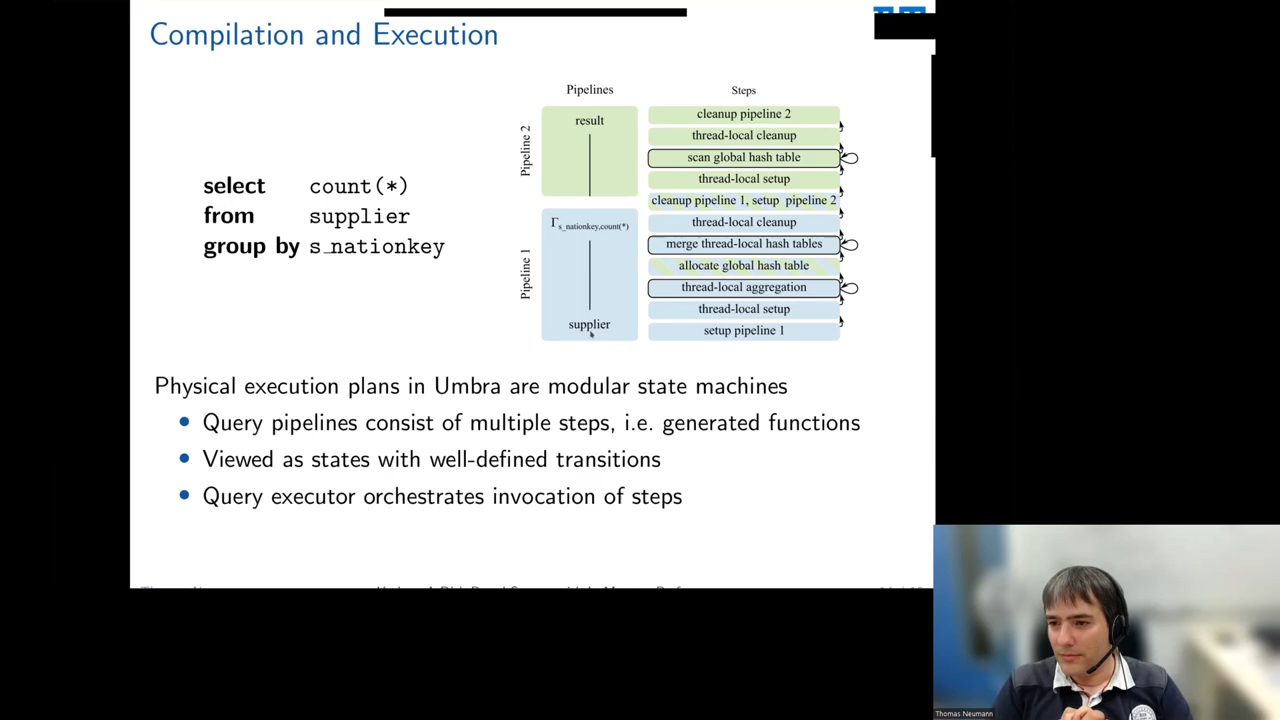 Compilation and Execution
select count(*)
from supplier
group by s_nationkey
Pipelines
Steps
Pipeline 2
result
Pipeline 1
Γs_nationkey,count(*)
supplier
cleanup pipeline 2
thread-local cleanup
scan global hash table
thread-local setup
cleanup pipeline 1, setup pipeline 2
thread-local cleanup
merge thread-local hash tables
allocate global hash table
thread-local aggregation
thread-local setup
setup pipeline 1
Physical execution plans in Umbra are modular state machines
• Query pipelines consist of multiple steps, i.e. generated functions
• Viewed as states with well-defined transitions
• Query executor orchestrates invocation of steps
Thomas Neumann